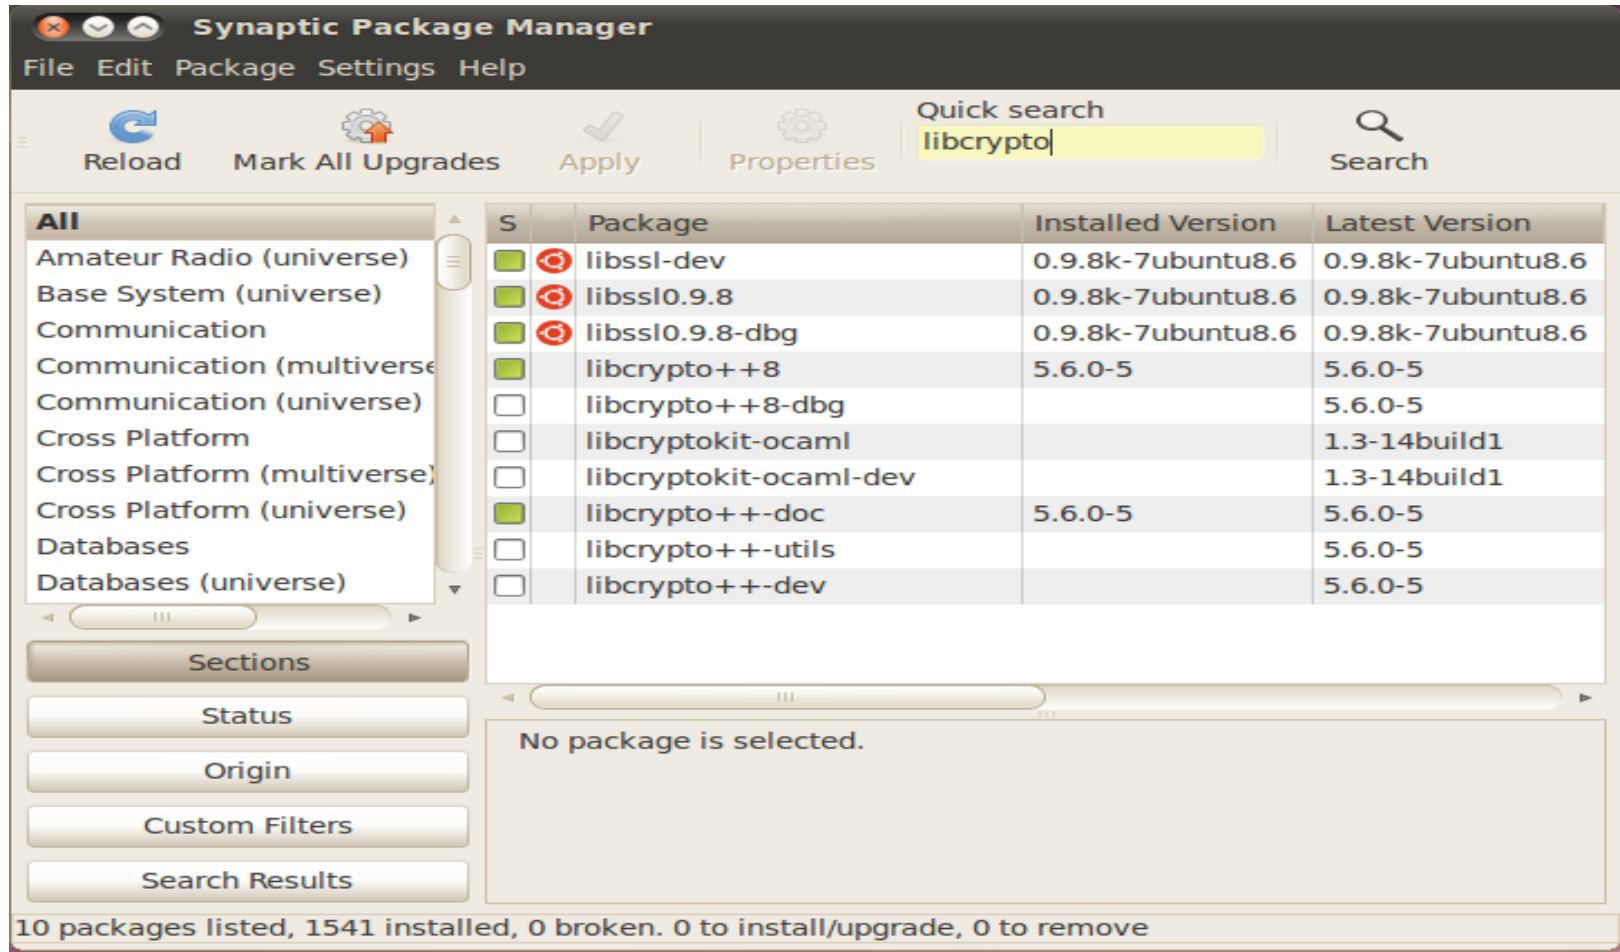 Synaptic Package Manager
File Edit Package Settings Help
Reload
Mark All Upgrades
Apply
Properties
Quick search
libcrypto
Search
All
Amateur Radio (universe)
Base System (universe)
Communication
Communication (multiverse
Communication (universe)
Cross Platform
Cross Platform (multiverse)
Cross Platform (universe)
Databases
Databases (universe)
Sections
Status
Origin
Custom Filters
Search Results
S Package Installed Version Latest Version
libssl-dev 0.9.8k-7ubuntu8.6 0.9.8k-7ubuntu8.6
libssl0.9.8 0.9.8k-7ubuntu8.6 0.9.8k-7ubuntu8.6
libssl0.9.8-dbg 0.9.8k-7ubuntu8.6 0.9.8k-7ubuntu8.6
libcrypto++8 5.6.0-5 5.6.0-5
libcrypto++8-dbg 5.6.0-5
libcryptokit-ocaml 1.3-14build1
libcryptokit-ocaml-dev 1.3-14build1
libcrypto++-doc 5.6.0-5 5.6.0-5
libcrypto++-utils 5.6.0-5
libcrypto++-dev 5.6.0-5
No package is selected.
10 packages listed, 1541 installed, 0 broken. 0 to install/upgrade, 0 to remove